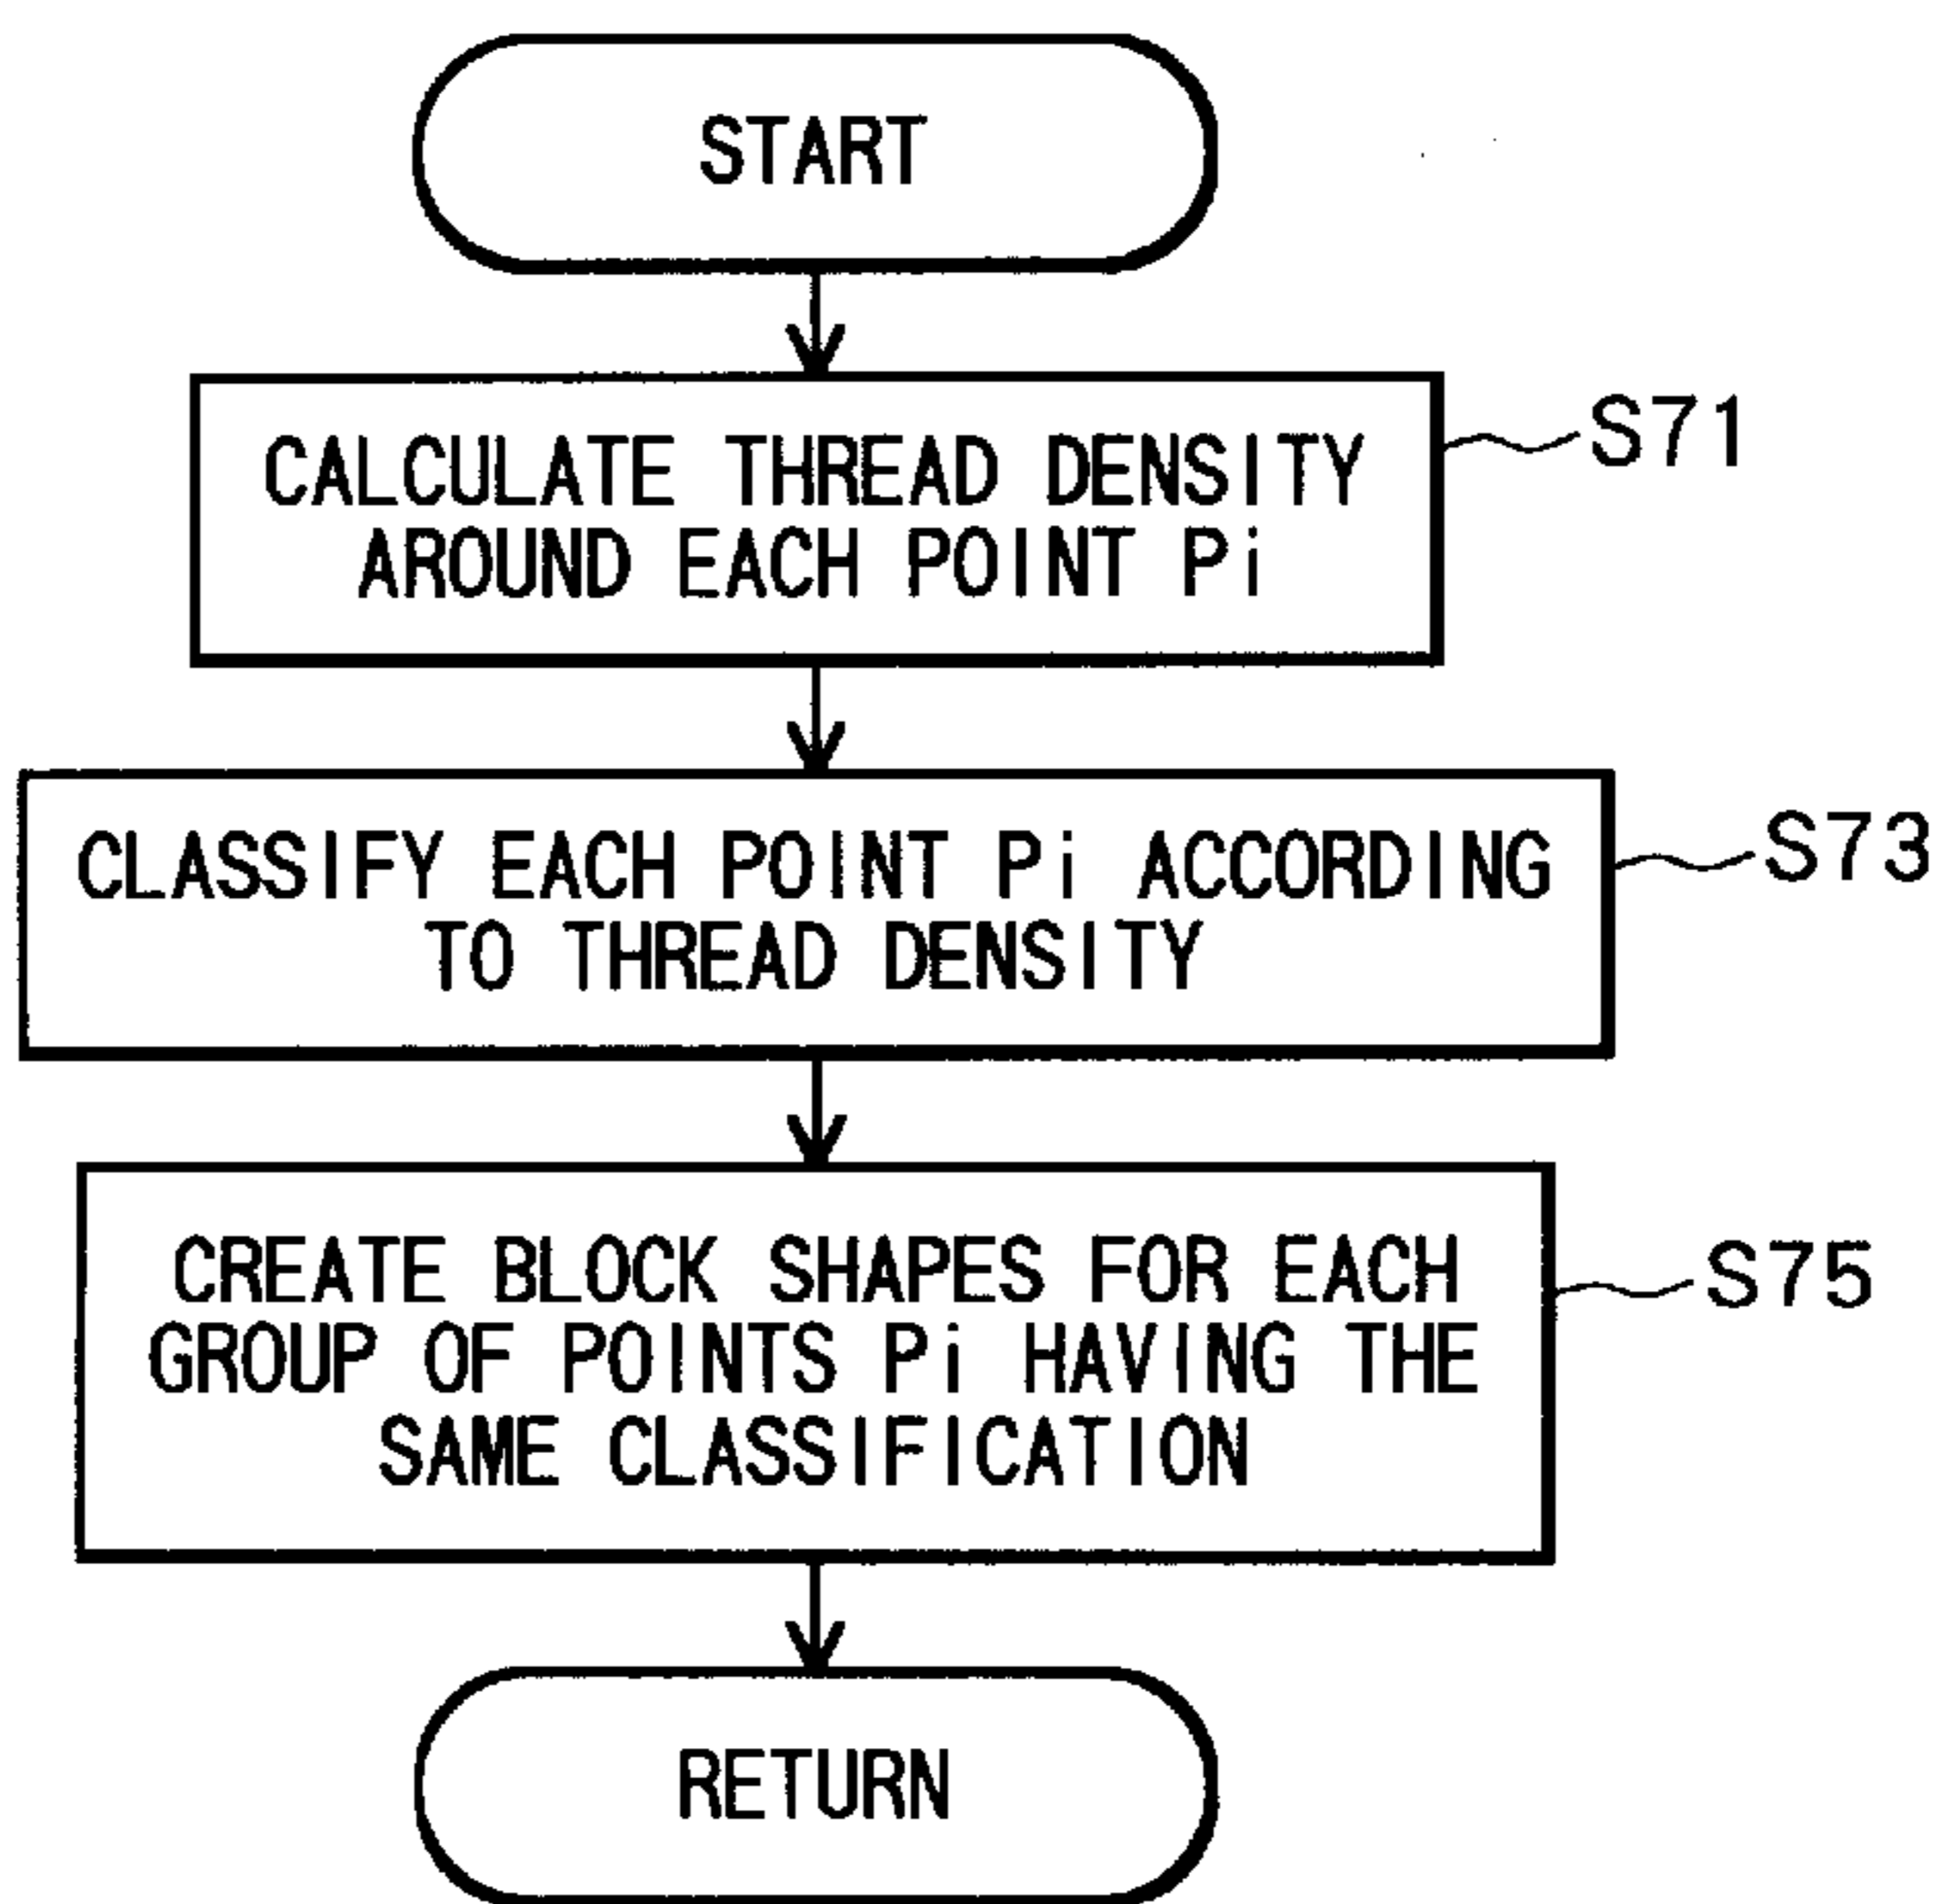 START
CALCULATE THREAD DENSITY
AROUND EACH POINT Pi
S71
CLASSIFY EACH POINT Pi ACCORDING
TO THREAD DENSITY
S73
CREATE BLOCK SHAPES FOR EACH
GROUP OF POINTS Pi HAVING THE
SAME CLASSIFICATION
S75
RETURN